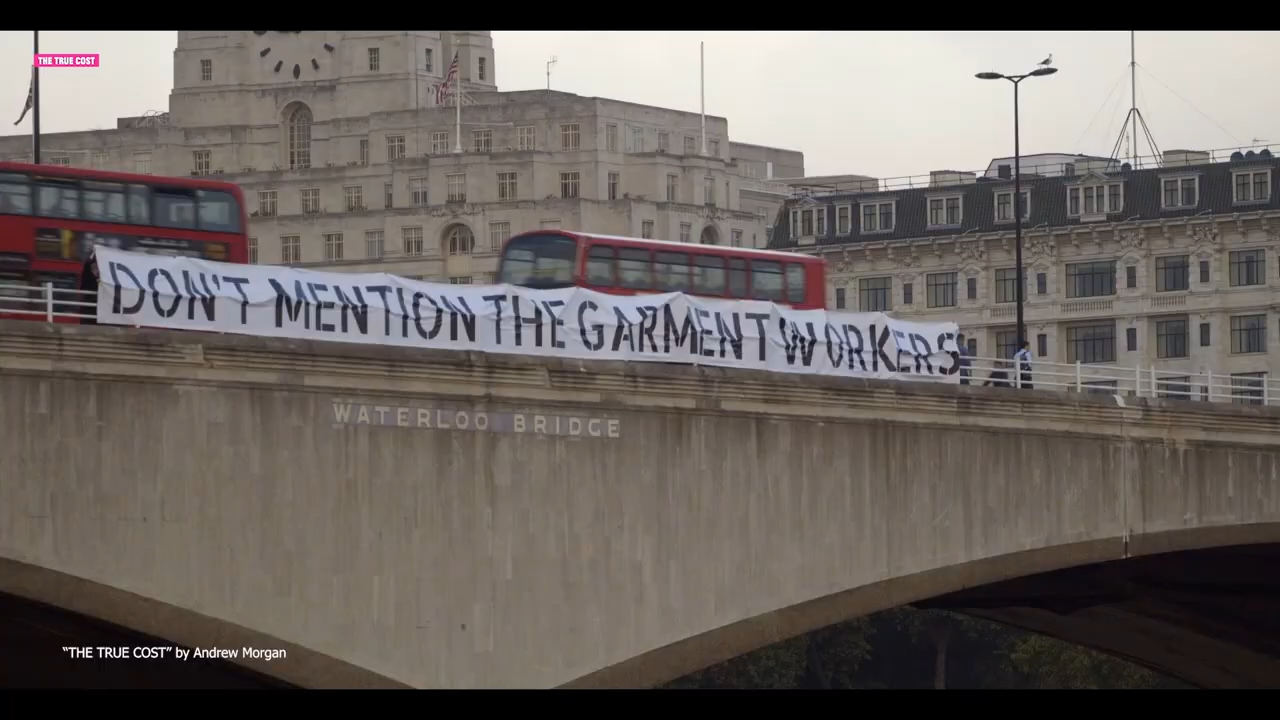 THE TRUE COST
DON'T MENTION THE GARMENT WORKERS
WATERLOO BRIDGE
“THE TRUE COST” by Andrew Morgan